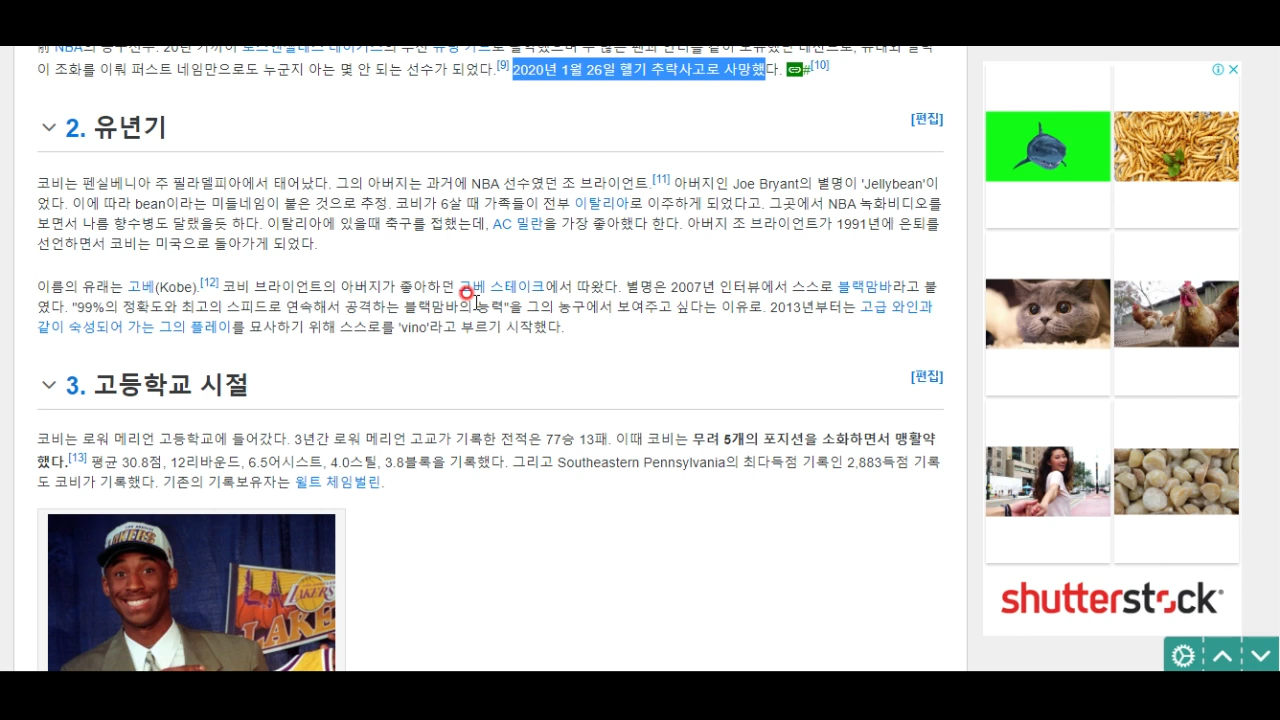 前 NBA의 농구선수. 20년 가까이 로스앤젤레스 레이커스의
이 조화를 이뤄 퍼스트 네임만으로도 누군지 아는 몇 안 되는 선수가 되었다.[9] 2020년 1월 26일 헬기 추락사고로 사망했다. #[10]
2. 유년기
[편집]
코비는 펜실베니아 주 필라델피아에서 태어났다. 그의 아버지는 과거에 NBA 선수였던 조 브라이언트.[11] 아버지인 Joe Bryant의 별명이 'Jellybean'이
었다. 이에 따라 bean이라는 미들네임이 붙은 것으로 추정. 코비가 6살 때 가족들이 전부 이탈리아로 이주하게 되었다고. 그곳에서 NBA 녹화비디오를
보면서 나름 향수병도 달랬을듯 하다. 이탈리아에 있을때 축구를 접했는데, AC 밀란을 가장 좋아했다 한다. 아버지 조 브라이언트가 1991년에 은퇴를
선언하면서 코비는 미국으로 돌아가게 되었다.
이름의 유래는 고베(Kobe).[12] 코비 브라이언트의 아버지가 좋아하던 고베 스테이크에서 따왔다. 별명은 2007년 인터뷰에서 스스로 블랙맘바라고 붙
였다. "99%의 정확도와 최고의 스피드로 연속해서 공격하는 블랙맘바의 능력"을 그의 농구에서 보여주고 싶다는 이유로. 2013년부터는 고급 와인과
같이 숙성되어 가는 그의 플레이를 묘사하기 위해 스스로를 'vino'라고 부르기 시작했다.
3. 고등학교 시절
[편집]
코비는 로워 메리언 고등학교에 들어갔다. 3년간 로워 메리언 고교가 기록한 전적은 77승 13패. 이때 코비는 무려 5개의 포지션을 소화하면서 맹활약
했다.[13] 평균 30.8점, 12리바운드, 6.5어시스트, 4.0스틸, 3.8블록을 기록했다. 그리고 Southeastern Pennsylvania의 최다득점 기록인 2,883득점 기록
도 코비가 기록했다. 기존의 기록보유자는 윌트 체임벌린.
LAKERS
LAKE
shutterstock